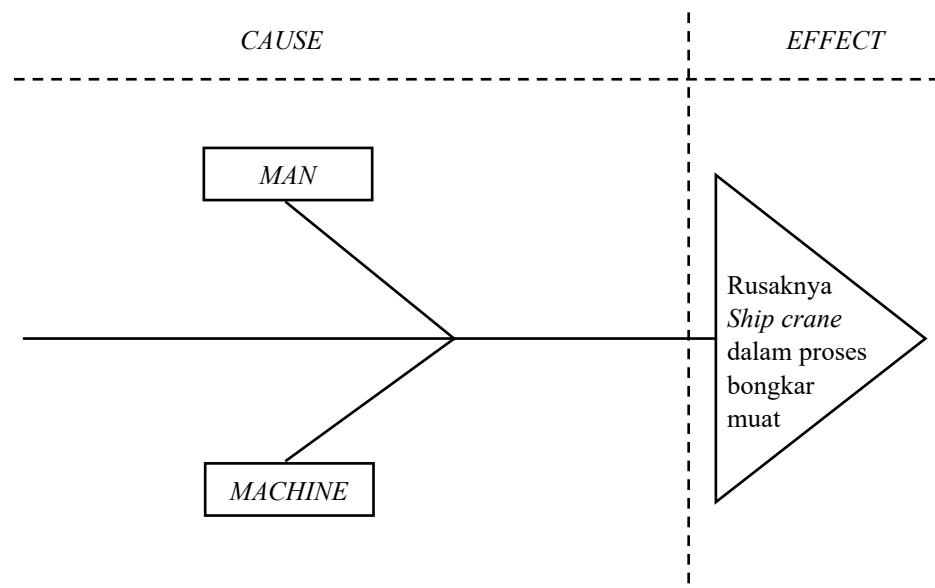 CAUSE
EFFECT
MAN
Rusaknya
Ship crane
dalam proses
bongkar
muat
MACHINE